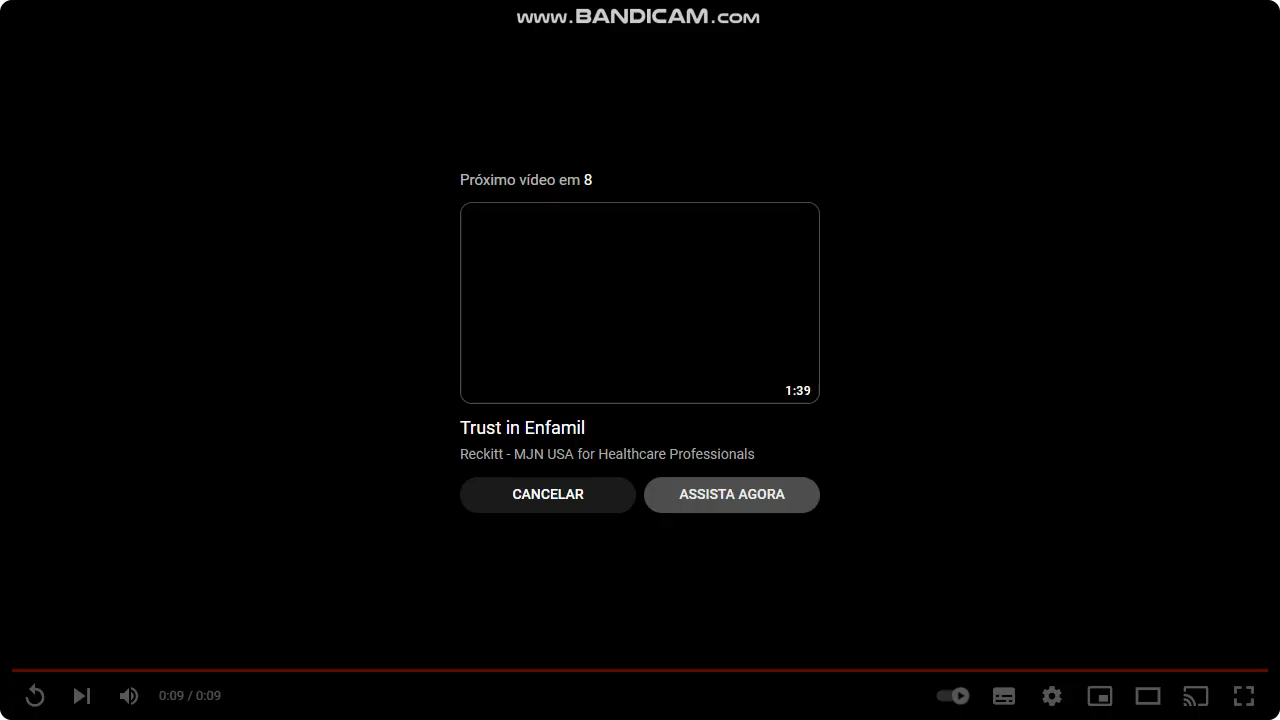 www.BANDICAM.com
Próximo vídeo em 8
1:39
Trust in Enfamil
Reckitt - MJN USA for Healthcare Professionals
CANCELAR ASSISTA AGORA
0:09 / 0:09